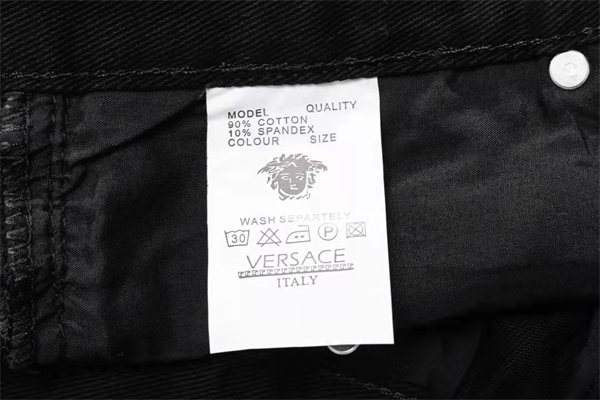 MODEL QUALITY
90% COTTON
10% SPANDEX
COLOUR SIZE
WASH SEPARTELY
30 P
VERSACE
ITALY